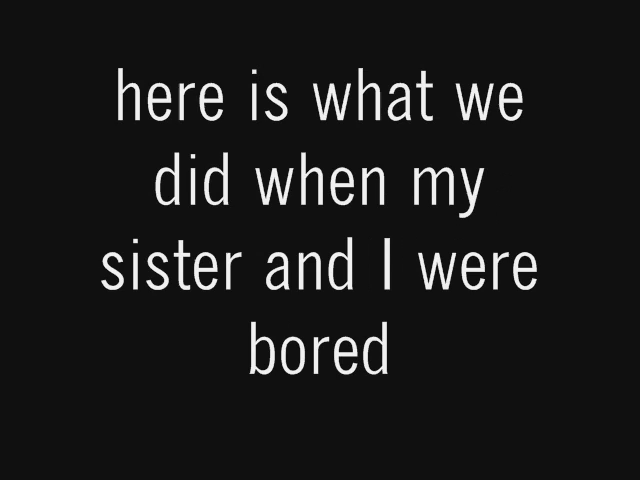 here is what we
did when my
sister and I were
bored